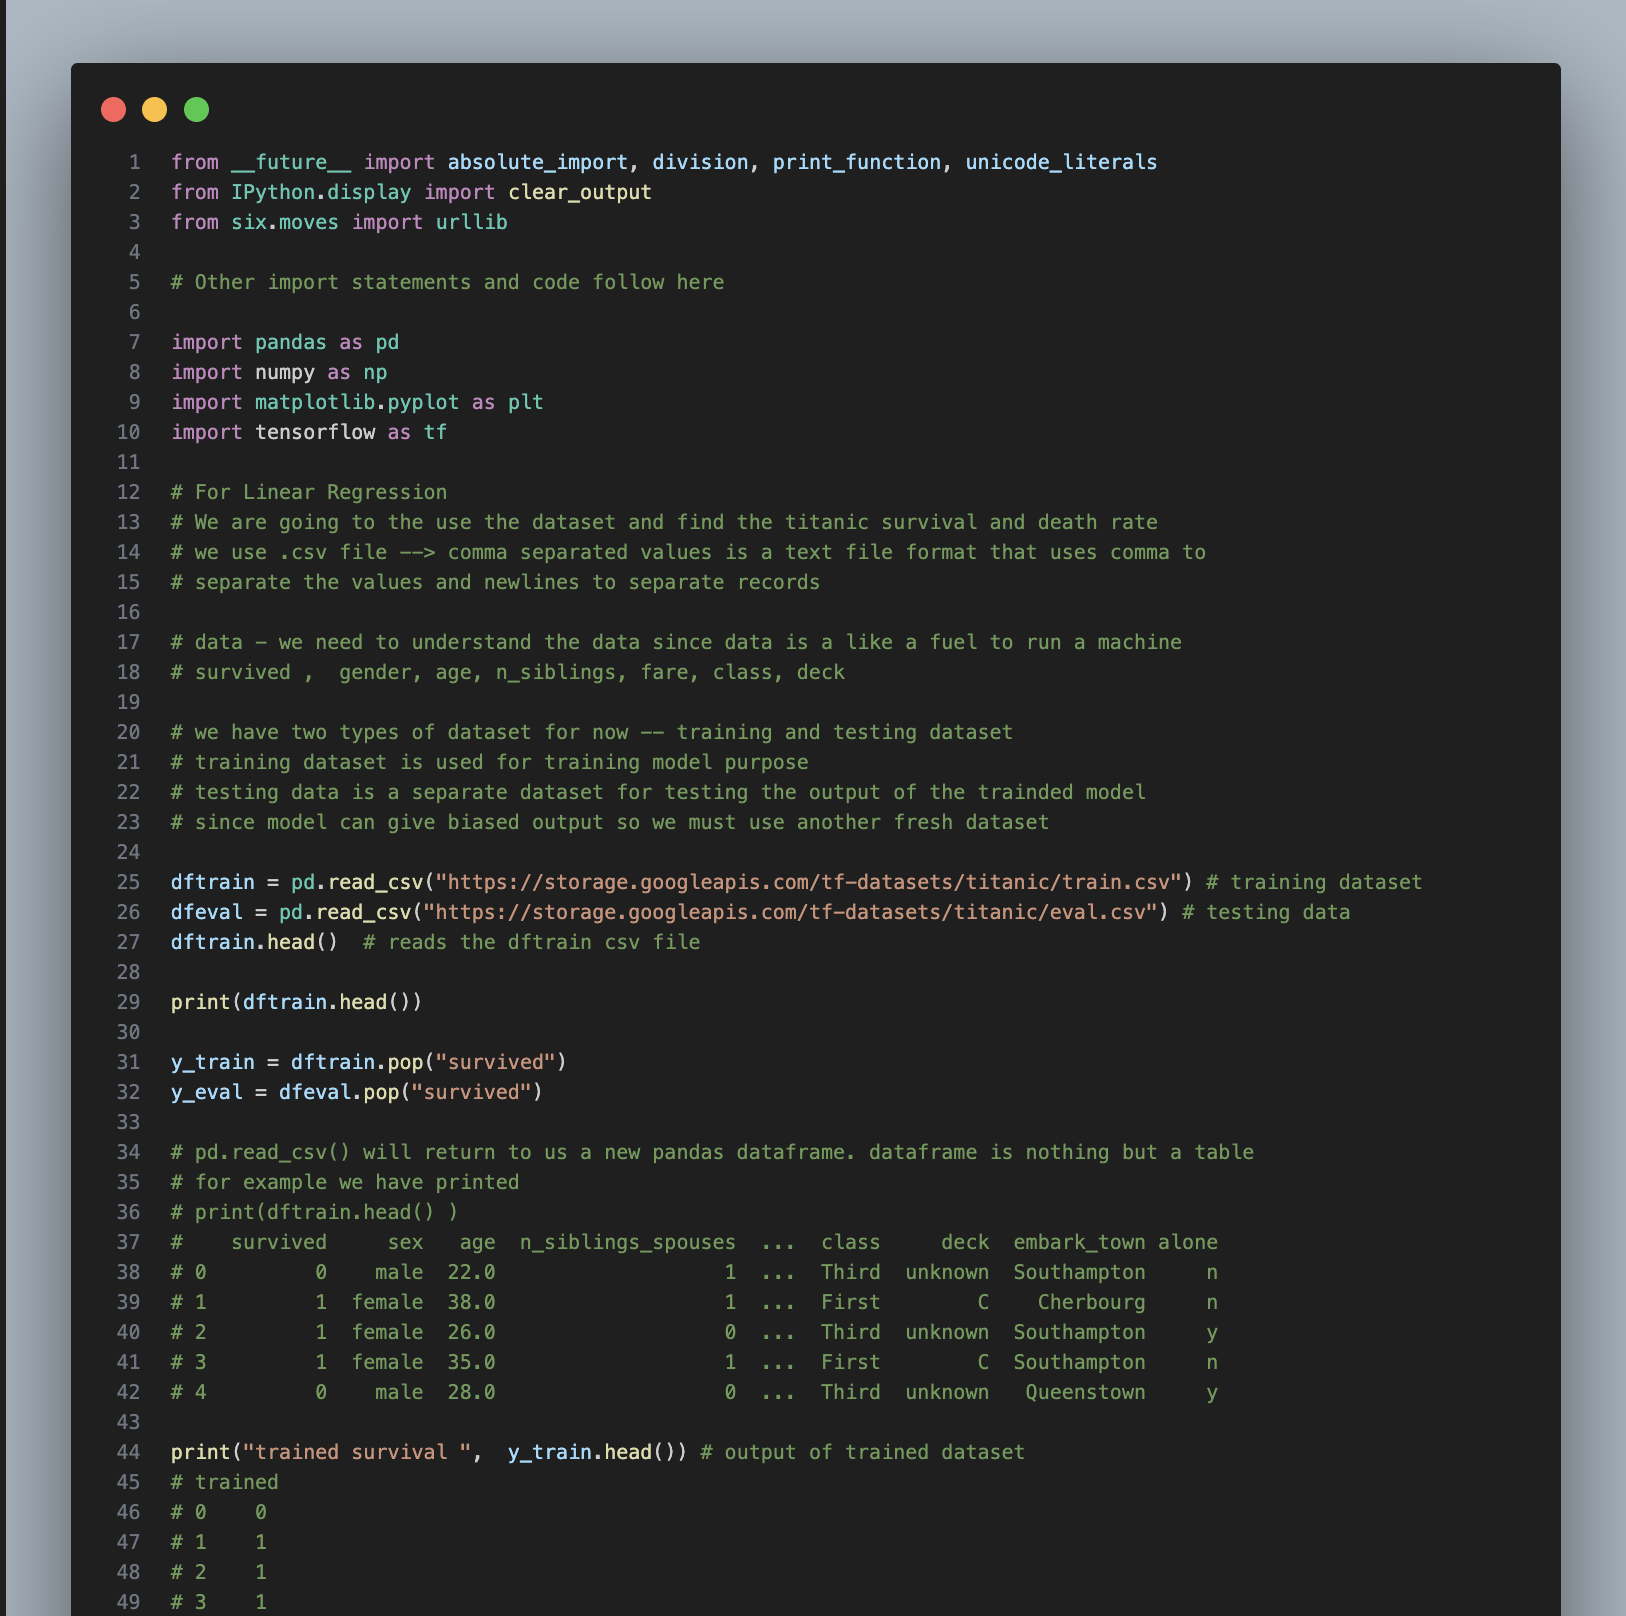 1 from __future__ import absolute_import, division, print_function, unicode_literals
2 from IPython.display import clear_output
3 from six.moves import urllib
4
5 # Other import statements and code follow here
6
7 import pandas as pd
8 import numpy as np
9 import matplotlib.pyplot as plt
10 import tensorflow as tf
11
12 # For Linear Regression
13 # We are going to the use the dataset and find the titanic survival and death rate
14 # we use .csv file --> comma separated values is a text file format that uses comma to
15 # separate the values and newlines to separate records
16
17 # data - we need to understand the data since data is a like a fuel to run a machine
18 # survived ,  gender, age, n_siblings, fare, class, deck
19
20 # we have two types of dataset for now -- training and testing dataset
21 # training dataset is used for training model purpose
22 # testing data is a separate dataset for testing the output of the trainded model
23 # since model can give biased output so we must use another fresh dataset
24
25 dftrain = pd.read_csv("https://storage.googleapis.com/tf-datasets/titanic/train.csv") # training dataset
26 dfeval = pd.read_csv("https://storage.googleapis.com/tf-datasets/titanic/eval.csv") # testing data
27 dftrain.head()  # reads the dftrain csv file
28
29 print(dftrain.head())
30
31 y_train = dftrain.pop("survived")
32 y_eval = dfeval.pop("survived")
33
34 # pd.read_csv() will return to us a new pandas dataframe. dataframe is nothing but a table
35 # for example we have printed
36 # print(dftrain.head() )
37 #    survived     sex   age  n_siblings_spouses  ...  class     deck  embark_town alone
38 # 0         0    male  22.0                   1  ...  Third  unknown  Southampton     n
39 # 1         1  female  38.0                   1  ...  First        C    Cherbourg     n
40 # 2         1  female  26.0                   0  ...  Third  unknown  Southampton     y
41 # 3         1  female  35.0                   1  ...  First        C  Southampton     n
42 # 4         0    male  28.0                   0  ...  Third  unknown   Queenstown     y
43
44 print("trained survival ",  y_train.head()) # output of trained dataset
45 # trained
46 # 0    0
47 # 1    1
48 # 2    1
49 # 3    1